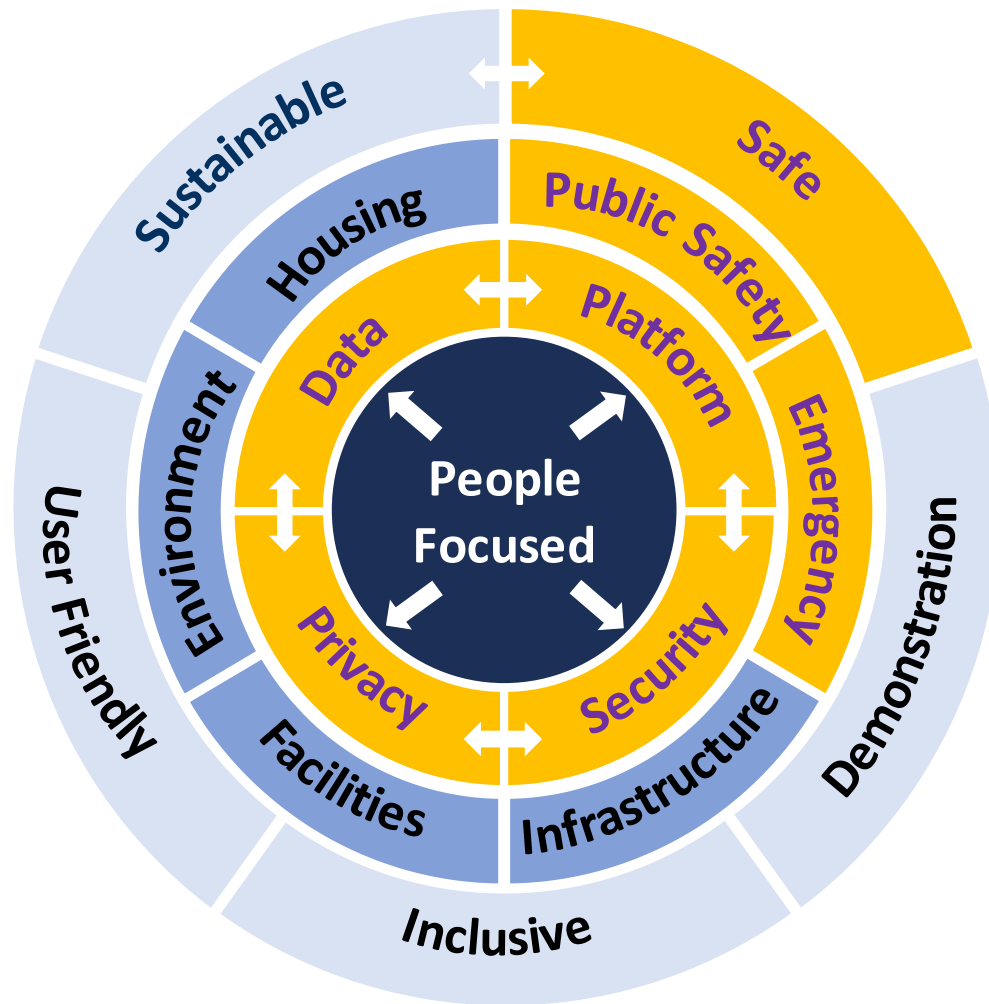 Sustainable
Safe
Housing
Public Safety
Data
Platform
Environment
Emergency
People
Focused
User Friendly
Demonstration
Privacy
Security
Facilities
Infrastructure
Inclusive